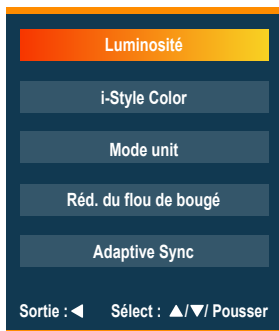 Luminosité
i-Style Color
Mode unit
Réd. du flou de bougé
Adaptive Sync
Sortie : ◀ Sélect : ▲/▼/ Pousser